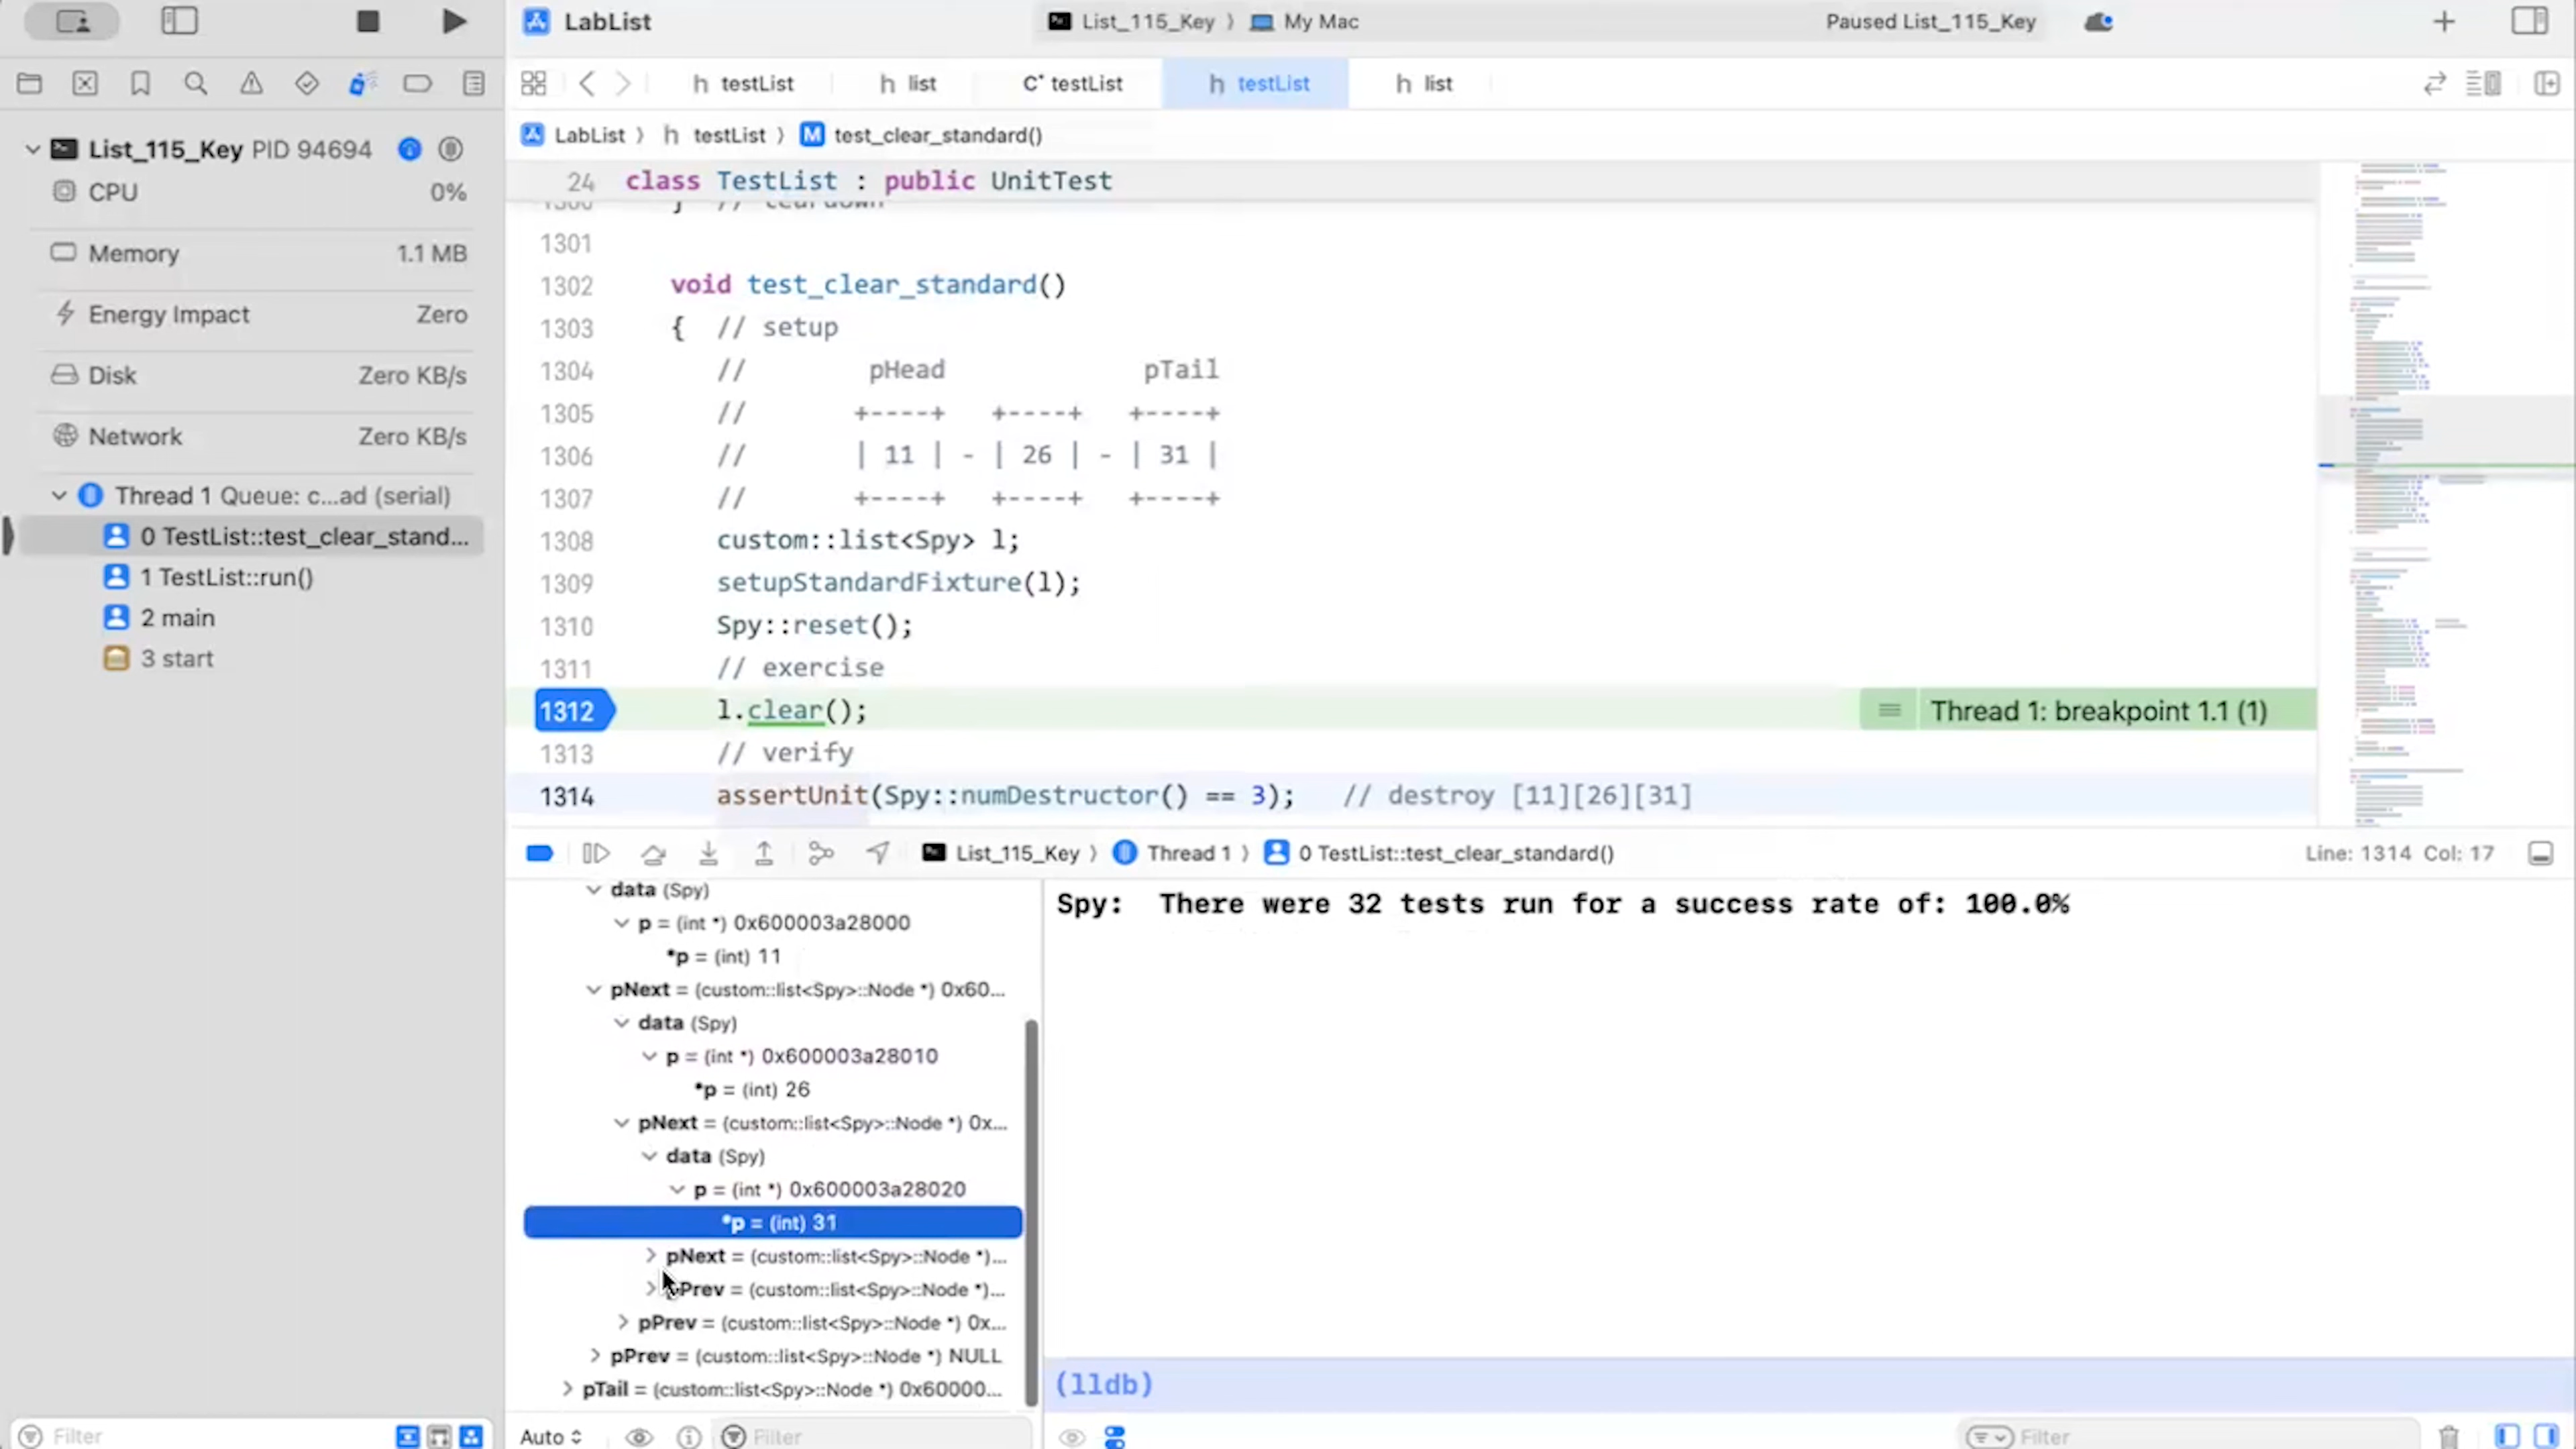 LabList
List_115_Key 〉 My Mac
Paused List_115_Key
testList
list
C+ testList
h testList
h list
LabList 〉 h testList 〉 M test_clear_standard()
List_115_Key PID 94694
CPU 0%
Memory 1.1 MB
Energy Impact Zero
Disk Zero KB/s
Network Zero KB/s
Thread 1 Queue: c...ad (serial)
0 TestList::test_clear_stand...
1 TestList::run()
2 main
3 start
Filter
24 class TestList : public UnitTest
1300 } // teardown
1301
1302 void test_clear_standard()
1303 { // setup
1304 // pHead pTail
1305 // +----+ +----+ +----+
1306 // | 11 | - | 26 | - | 31 |
1307 // +----+ +----+ +----+
1308 custom::list<Spy> l;
1309 setupStandardFixture(l);
1310 Spy::reset();
1311 // exercise
1312 l.clear(); Thread 1: breakpoint 1.1 (1)
1313 // verify
1314 assertUnit(Spy::numDestructor() == 3); // destroy [11][26][31]
List_115_Key 〉 Thread 1 〉 0 TestList::test_clear_standard()
Line: 1314 Col: 17
data (Spy)
p = (int *) 0x600003a28000
*p = (int) 11
pNext = (custom::list<Spy>::Node *) 0x60...
data (Spy)
p = (int *) 0x600003a28010
*p = (int) 26
pNext = (custom::list<Spy>::Node *) 0x...
data (Spy)
p = (int *) 0x600003a28020
*p = (int) 31
pNext = (custom::list<Spy>::Node *)...
pPrev = (custom::list<Spy>::Node *)...
pPrev = (custom::list<Spy>::Node *) 0x...
pPrev = (custom::list<Spy>::Node *) NULL
pTail = (custom::list<Spy>::Node *) 0x60000...
Auto
Filter
Spy: There were 32 tests run for a success rate of: 100.0%
(lldb)
Filter